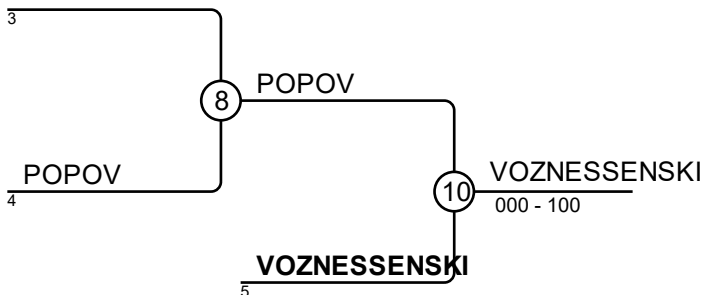 3
8
POPOV
POPOV
4
10
VOZNESSENSKI
000 - 100
VOZNESSENSKI
5